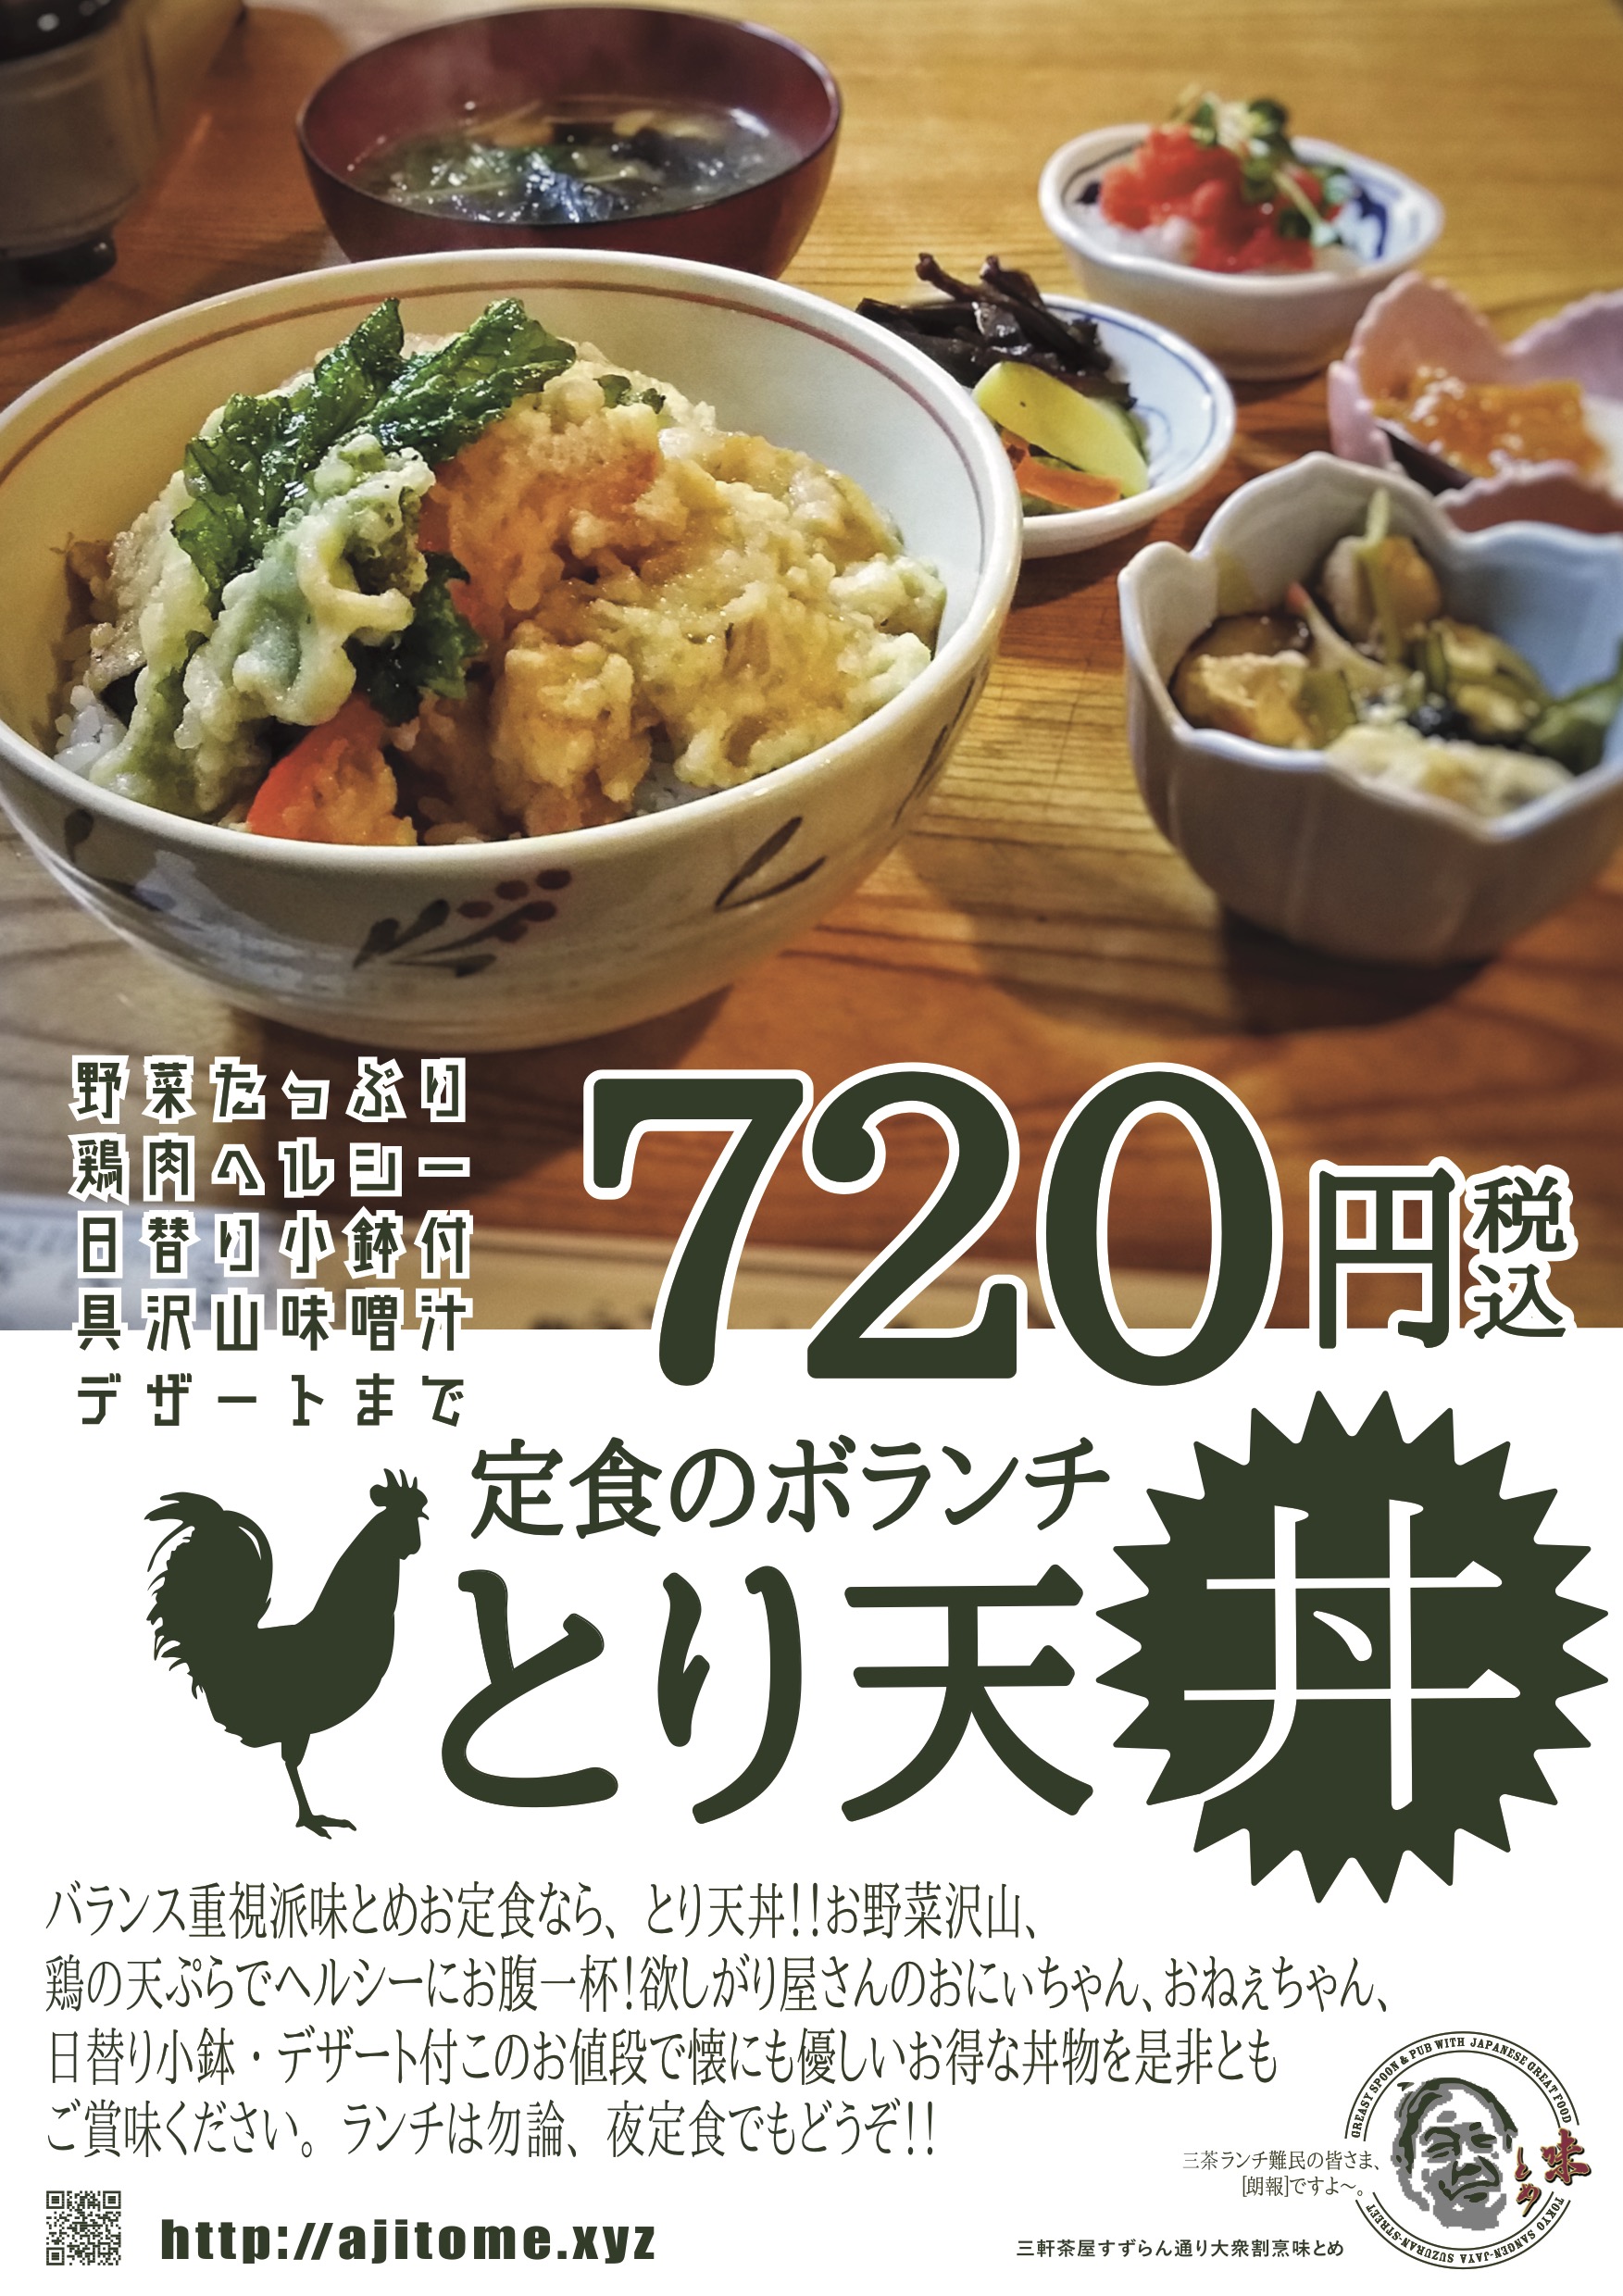 野菜たっぷり
鶏肉ヘルシー
日替り小鉢付
具沢山味噌汁
デザートまで
720円税込
定食のボランチ
とり天丼
バランス重視派味とめお定食なら、とり天丼!!お野菜沢山、
鶏の天ぷらでヘルシーにお腹一杯!欲しがり屋さんのおにぃちゃん、おねぇちゃん、
日替り小鉢・デザート付このお値段で懐にも優しいお得な丼物を是非とも
ご賞味ください。ランチは勿論、夜定食でもどうぞ!!
三茶ランチ難民の皆さま、
[朗報]ですよ〜。
GREASY SPOON & PUB WITH JAPANESE GREAT FOOD
味とめ
TOKYO SANGEN-JAYA SUZURAN-STREET
http://ajitome.xyz
三軒茶屋すずらん通り大衆割烹味とめ